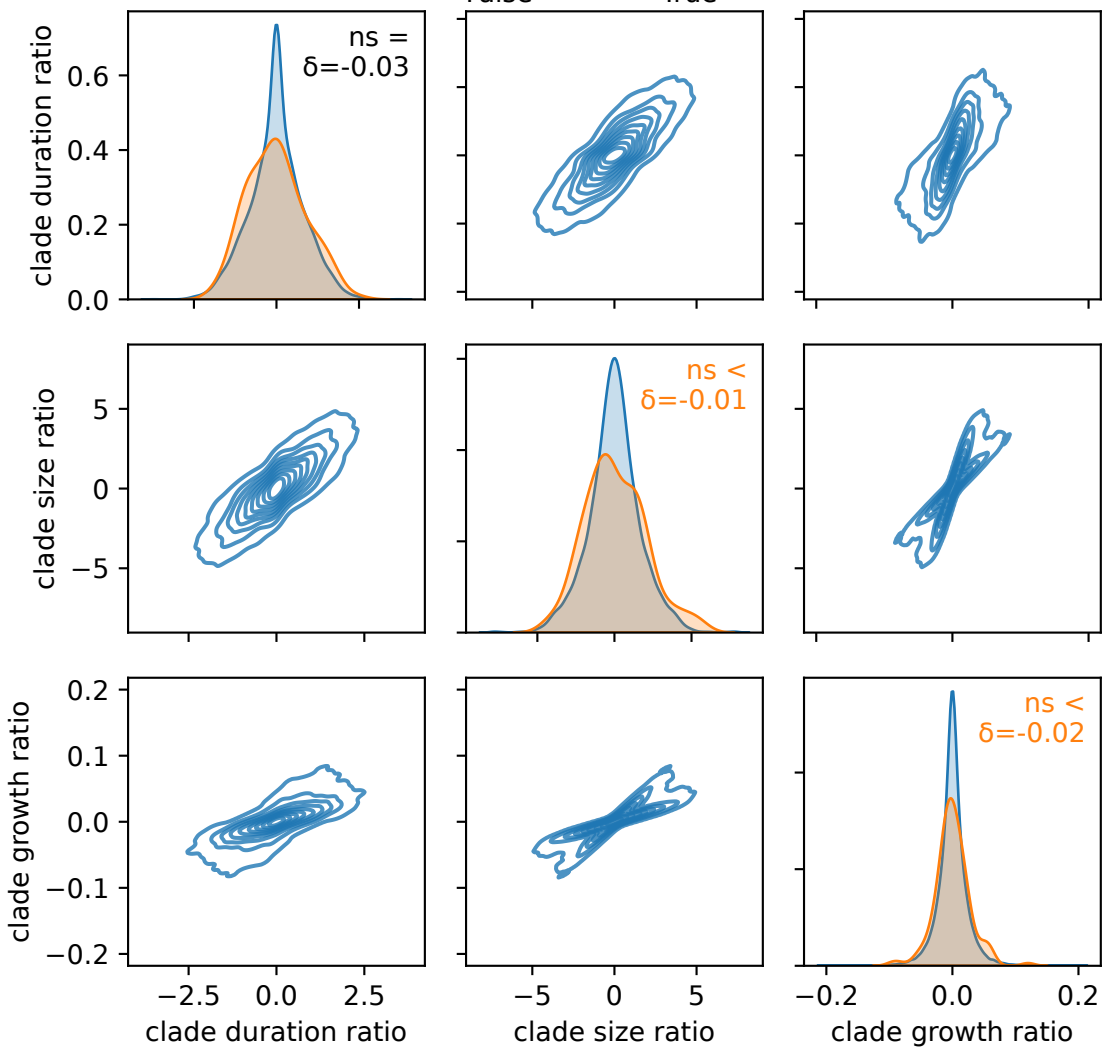 clade duration ratio
0.6
0.4
0.2
0.0
ns =
δ=-0.03
clade size ratio
5
0
−5
ns <
δ=-0.01
clade growth ratio
0.2
0.1
0.0
−0.1
−0.2
ns <
δ=-0.02
−2.5 0.0 2.5
−5 0 5
−0.2 0.0 0.2
clade duration ratio
clade size ratio
clade growth ratio